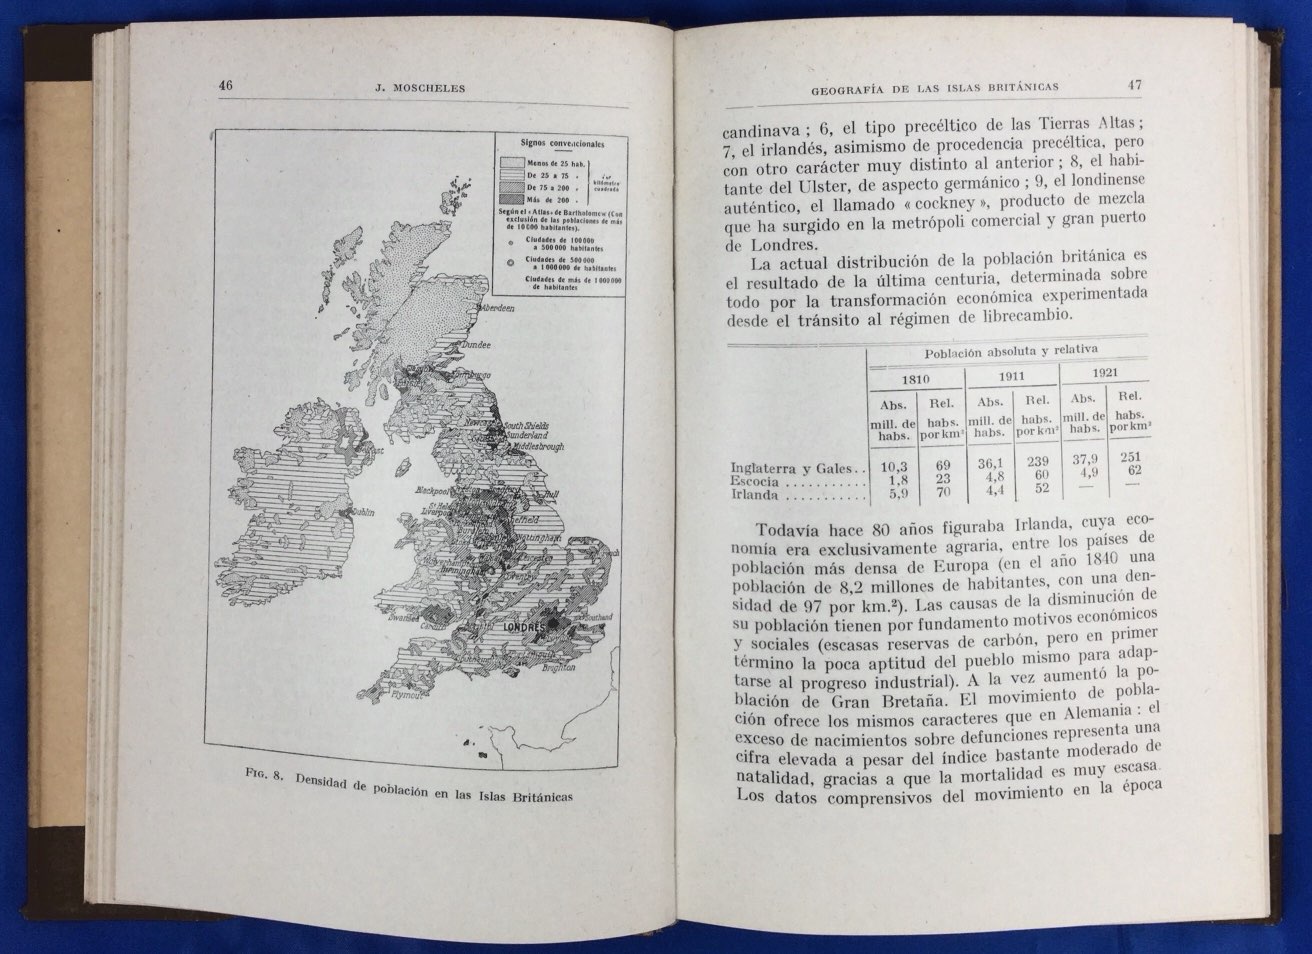 46
J. MOSCHELES
Signos convencionales
Menos de 25 hab.
De 25 a 75 »
De 75 a 200 »
Más de 200 »
kilómetro
cuadrado
Según el «Atlas» de Bartholomew (Con
exclusión de las poblaciones de más
de 10000 habitantes).
Ciudades de 100000
a 500000 habitantes
Ciudades de 500000
a 1000000 de habitantes
Ciudades de más de 1000000
de habitantes
Aberdeen
Dundee
South Shields
Sunderland
Middlesbrough
Blackpool
Hull
Dublin
Nottingham
Swansea
LONDRES
Southend
Brighton
Plymouth
FIG. 8. Densidad de población en las Islas Británicas
GEOGRAFÍA DE LAS ISLAS BRITÁNICAS
47
candinava ; 6, el tipo precéltico de las Tierras Altas ;
7, el irlandés, asimismo de procedencia precéltica, pero
con otro carácter muy distinto al anterior ; 8, el habi-
tante del Ulster, de aspecto germánico ; 9, el londinense
auténtico, el llamado « cockney », producto de mezcla
que ha surgido en la metrópoli comercial y gran puerto
de Londres.
La actual distribución de la población británica es
el resultado de la última centuria, determinada sobre
todo por la transformación económica experimentada
desde el tránsito al régimen de librecambio.
Población absoluta y relativa
1810 1911 1921
Abs. Rel. Abs. Rel. Abs. Rel.
mill. de habs. mill. de habs. mill. de habs.
habs. por km² habs. por km² habs. por km²
Inglaterra y Gales.. 10,3 69 36,1 239 37,9 251
Escocia .......... 1,8 23 4,8 60 4,9 62
Irlanda .......... 5,9 70 4,4 52 — —
Todavía hace 80 años figuraba Irlanda, cuya eco-
nomía era exclusivamente agraria, entre los países de
población más densa de Europa (en el año 1840 una
población de 8,2 millones de habitantes, con una den-
sidad de 97 por km.²). Las causas de la disminución de
su población tienen por fundamento motivos económicos
y sociales (escasas reservas de carbón, pero en primer
término la poca aptitud del pueblo mismo para adap-
tarse al progreso industrial). A la vez aumentó la po-
blación de Gran Bretaña. El movimiento de pobla-
ción ofrece los mismos caracteres que en Alemania : el
exceso de nacimientos sobre defunciones representa una
cifra elevada a pesar del índice bastante moderado de
natalidad, gracias a que la mortalidad es muy escasa.
Los datos comprensivos del movimiento en la época